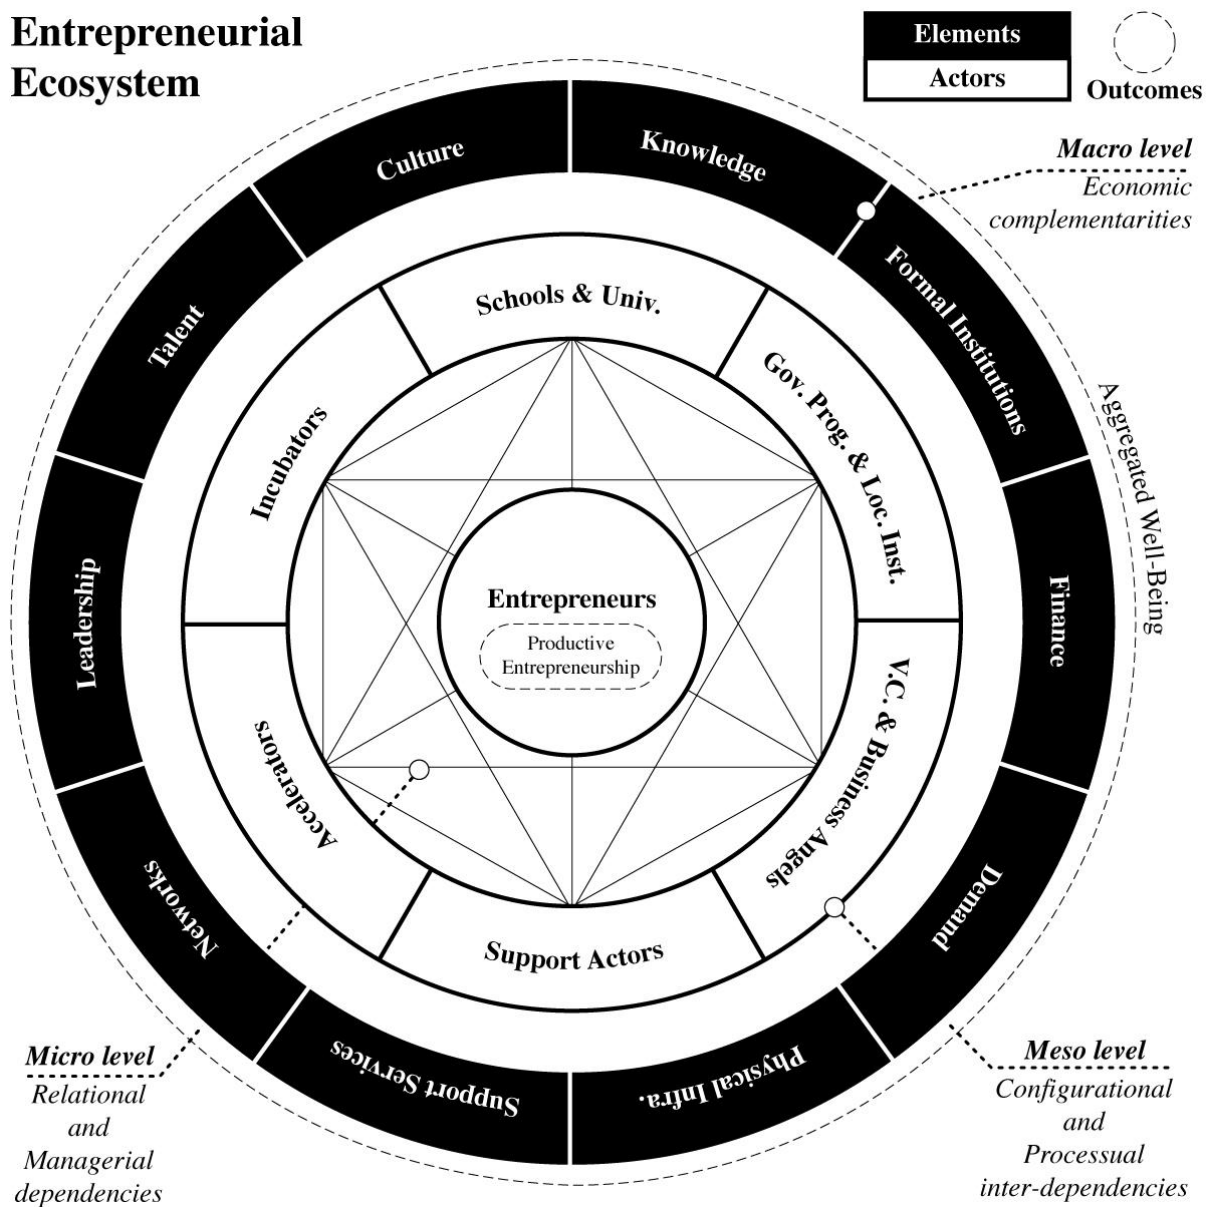 Entrepreneurial
Ecosystem
Elements
Actors
Outcomes
Macro level
Economic
complementarities
Culture
Knowledge
Formal Institutions
Finance
Demand
Physical Infra.
Support Services
Networks
Leadership
Talent
Aggregated Well-Being
Schools & Univ.
Gov. Prog. & Loc. Inst.
V.C. & Business Angels
Support Actors
Accelerators
Incubators
Entrepreneurs
Productive
Entrepreneurship
Micro level
Relational
and
Managerial
dependencies
Meso level
Configurational
and
Processual
inter-dependencies